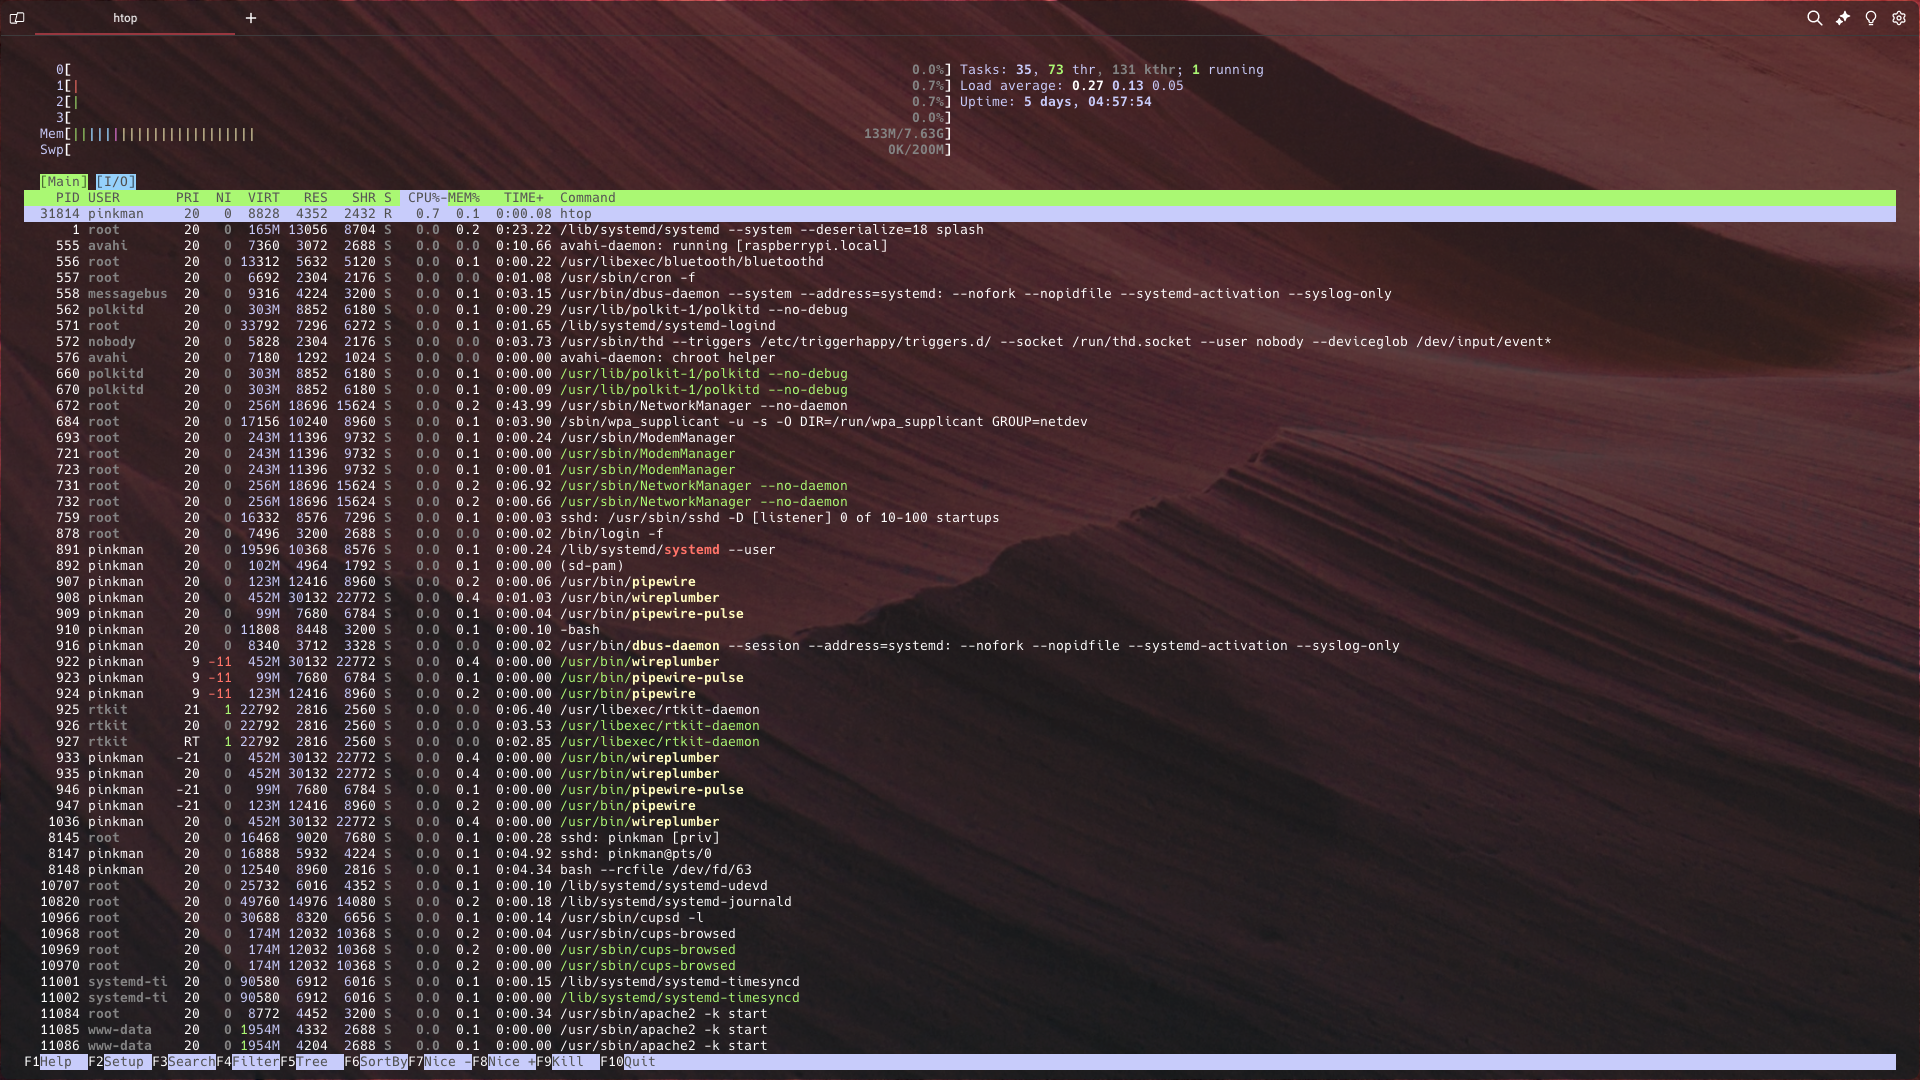 htop
0[ 0.0%] Tasks: 35, 73 thr, 131 kthr; 1 running
1[| 0.7%] Load average: 0.27 0.13 0.05
2[| 0.7%] Uptime: 5 days, 04:57:54
3[ 0.0%]
Mem[||||||||||||||||||||||| 133M/7.63G]
Swp[ 0K/200M]
[Main] [I/O]
PID USER PRI NI VIRT RES SHR S CPU%-MEM% TIME+ Command
31814 pinkman 20 0 8828 4352 2432 R 0.7 0.1 0:00.08 htop
1 root 20 0 165M 13056 8704 S 0.0 0.2 0:23.22 /lib/systemd/systemd --system --deserialize=18 splash
555 avahi 20 0 7360 3072 2688 S 0.0 0.0 0:10.66 avahi-daemon: running [raspberrypi.local]
556 root 20 0 13312 5632 5120 S 0.0 0.1 0:00.22 /usr/libexec/bluetooth/bluetoothd
557 root 20 0 6692 2304 2176 S 0.0 0.0 0:01.08 /usr/sbin/cron -f
558 messagebus 20 0 9316 4224 3200 S 0.0 0.1 0:03.15 /usr/bin/dbus-daemon --system --address=systemd: --nofork --nopidfile --systemd-activation --syslog-only
562 polkitd 20 0 303M 8852 6180 S 0.0 0.1 0:00.29 /usr/lib/polkit-1/polkitd --no-debug
571 root 20 0 33792 7296 6272 S 0.0 0.1 0:01.65 /lib/systemd/systemd-logind
572 nobody 20 0 5828 2304 2176 S 0.0 0.0 0:03.73 /usr/sbin/thd --triggers /etc/triggerhappy/triggers.d/ --socket /run/thd.socket --user nobody --deviceglob /dev/input/event*
576 avahi 20 0 7180 1292 1024 S 0.0 0.0 0:00.00 avahi-daemon: chroot helper
660 polkitd 20 0 303M 8852 6180 S 0.0 0.1 0:00.00 /usr/lib/polkit-1/polkitd --no-debug
670 polkitd 20 0 303M 8852 6180 S 0.0 0.1 0:00.09 /usr/lib/polkit-1/polkitd --no-debug
672 root 20 0 256M 18696 15624 S 0.0 0.2 0:43.99 /usr/sbin/NetworkManager --no-daemon
684 root 20 0 17156 10240 8960 S 0.0 0.1 0:03.90 /sbin/wpa_supplicant -u -s -O DIR=/run/wpa_supplicant GROUP=netdev
693 root 20 0 243M 11396 9732 S 0.0 0.1 0:00.24 /usr/sbin/ModemManager
721 root 20 0 243M 11396 9732 S 0.0 0.1 0:00.00 /usr/sbin/ModemManager
723 root 20 0 243M 11396 9732 S 0.0 0.1 0:00.01 /usr/sbin/ModemManager
731 root 20 0 256M 18696 15624 S 0.0 0.2 0:06.92 /usr/sbin/NetworkManager --no-daemon
732 root 20 0 256M 18696 15624 S 0.0 0.2 0:00.66 /usr/sbin/NetworkManager --no-daemon
759 root 20 0 16332 8576 7296 S 0.0 0.1 0:00.03 sshd: /usr/sbin/sshd -D [listener] 0 of 10-100 startups
878 root 20 0 7496 3200 2688 S 0.0 0.0 0:00.02 /bin/login -f
891 pinkman 20 0 19596 10368 8576 S 0.0 0.1 0:00.24 /lib/systemd/systemd --user
892 pinkman 20 0 102M 4964 1792 S 0.0 0.1 0:00.00 (sd-pam)
907 pinkman 20 0 123M 12416 8960 S 0.0 0.2 0:00.06 /usr/bin/pipewire
908 pinkman 20 0 452M 30132 22772 S 0.0 0.4 0:01.03 /usr/bin/wireplumber
909 pinkman 20 0 99M 7680 6784 S 0.0 0.1 0:00.04 /usr/bin/pipewire-pulse
910 pinkman 20 0 11808 8448 3200 S 0.0 0.1 0:00.10 -bash
916 pinkman 20 0 8340 3712 3328 S 0.0 0.0 0:00.02 /usr/bin/dbus-daemon --session --address=systemd: --nofork --nopidfile --systemd-activation --syslog-only
922 pinkman 9 -11 452M 30132 22772 S 0.0 0.4 0:00.00 /usr/bin/wireplumber
923 pinkman 9 -11 99M 7680 6784 S 0.0 0.1 0:00.00 /usr/bin/pipewire-pulse
924 pinkman 9 -11 123M 12416 8960 S 0.0 0.2 0:00.00 /usr/bin/pipewire
925 rtkit 21 1 22792 2816 2560 S 0.0 0.0 0:06.40 /usr/libexec/rtkit-daemon
926 rtkit 20 0 22792 2816 2560 S 0.0 0.0 0:03.53 /usr/libexec/rtkit-daemon
927 rtkit RT 1 22792 2816 2560 S 0.0 0.0 0:02.85 /usr/libexec/rtkit-daemon
933 pinkman -21 0 452M 30132 22772 S 0.0 0.4 0:00.00 /usr/bin/wireplumber
935 pinkman 20 0 452M 30132 22772 S 0.0 0.4 0:00.00 /usr/bin/wireplumber
946 pinkman -21 0 99M 7680 6784 S 0.0 0.1 0:00.00 /usr/bin/pipewire-pulse
947 pinkman -21 0 123M 12416 8960 S 0.0 0.2 0:00.00 /usr/bin/pipewire
1036 pinkman 20 0 452M 30132 22772 S 0.0 0.4 0:00.00 /usr/bin/wireplumber
8145 root 20 0 16468 9020 7680 S 0.0 0.1 0:00.28 sshd: pinkman [priv]
8147 pinkman 20 0 16888 5932 4224 S 0.0 0.1 0:04.92 sshd: pinkman@pts/0
8148 pinkman 20 0 12540 8960 2816 S 0.0 0.1 0:04.34 bash --rcfile /dev/fd/63
10707 root 20 0 25732 6016 4352 S 0.0 0.1 0:00.10 /lib/systemd/systemd-udevd
10820 root 20 0 49760 14976 14080 S 0.0 0.2 0:00.18 /lib/systemd/systemd-journald
10966 root 20 0 30688 8320 6656 S 0.0 0.1 0:00.14 /usr/sbin/cupsd -l
10968 root 20 0 174M 12032 10368 S 0.0 0.2 0:00.04 /usr/sbin/cups-browsed
10969 root 20 0 174M 12032 10368 S 0.0 0.2 0:00.00 /usr/sbin/cups-browsed
10970 root 20 0 174M 12032 10368 S 0.0 0.2 0:00.00 /usr/sbin/cups-browsed
11001 systemd-ti 20 0 90580 6912 6016 S 0.0 0.1 0:00.15 /lib/systemd/systemd-timesyncd
11002 systemd-ti 20 0 90580 6912 6016 S 0.0 0.1 0:00.00 /lib/systemd/systemd-timesyncd
11084 root 20 0 8772 4452 3200 S 0.0 0.1 0:00.34 /usr/sbin/apache2 -k start
11085 www-data 20 0 1954M 4332 2688 S 0.0 0.1 0:00.00 /usr/sbin/apache2 -k start
11086 www-data 20 0 1954M 4204 2688 S 0.0 0.1 0:00.00 /usr/sbin/apache2 -k start
F1Help F2Setup F3SearchF4FilterF5Tree F6SortByF7Nice -F8Nice +F9Kill F10Quit